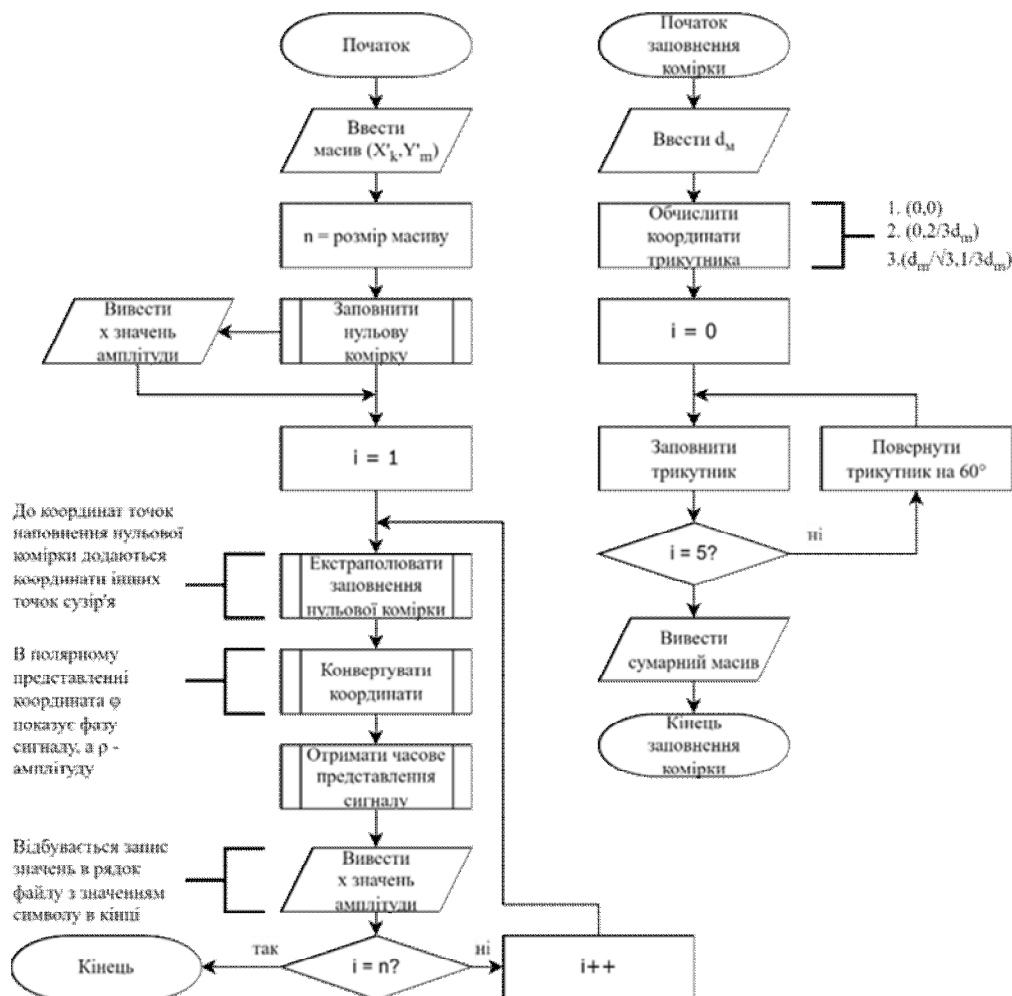 Початок
Ввести
масив (X'k,Y'm)
n = розмір масиву
Заповнити
нульову
комірку
Вивести
x значень
амплітуди
i = 1
До координат точок
наповнення нульової
комірки додаються
координати інших
точок сузір'я
Екстраполювати
заповнення
нульової комірки
В полярному
представленні
координата φ
показує фазу
сигналу, а ρ -
амплітуду
Конвертувати
координати
Отримати часове
представлення
сигналу
Відбувається запис
значень в рядок
файлу з значенням
символу в кінці
Вивести
x значень
амплітуди
i = n?
так
ні
Кінець
i++
Початок
заповнення
комірки
Ввести dм
Обчислити
координати
трикутника
1. (0,0)
2. (0,2/3dm)
3.(dm/√3,1/3dm)
i = 0
Заповнити
трикутник
Повернути
трикутник на 60°
i = 5?
ні
Вивести
сумарний масив
Кінець
заповнення
комірки